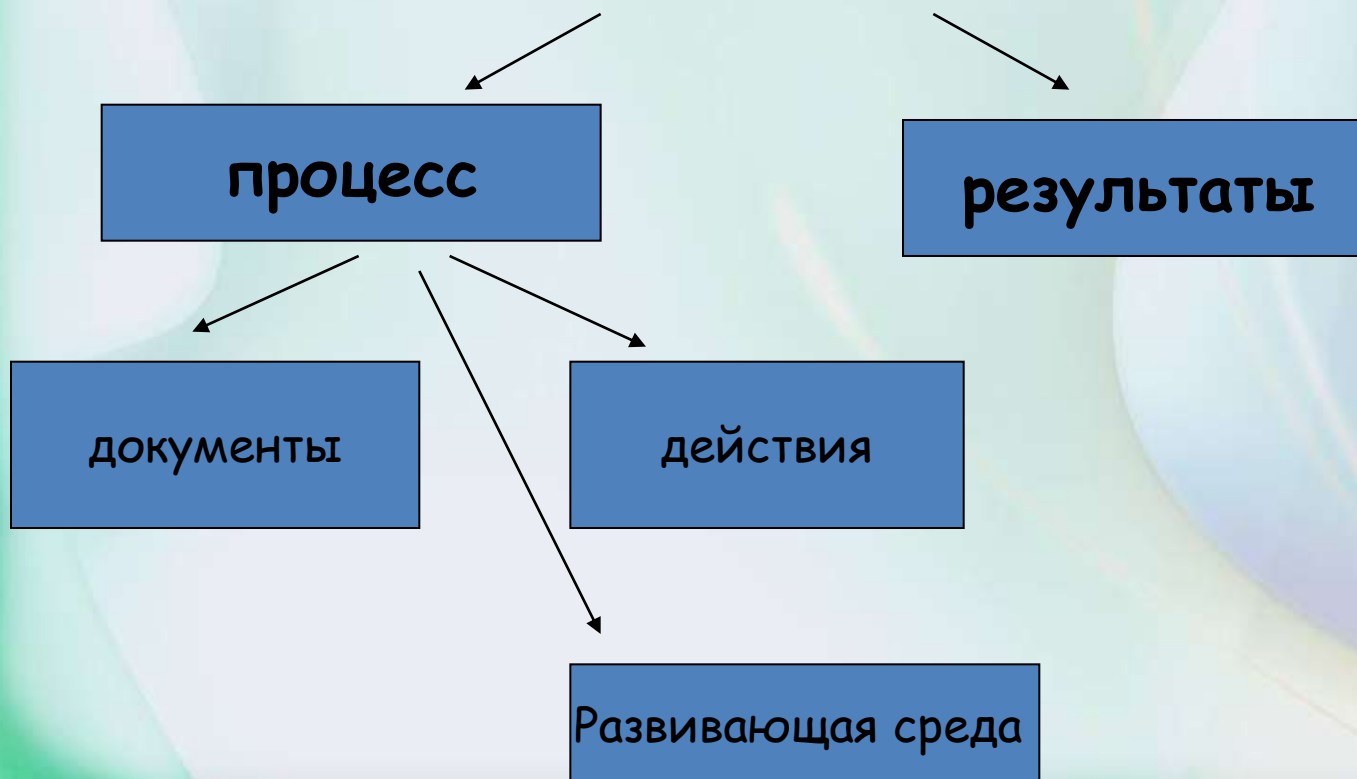 процесс
результаты
документы
действия
Развивающая среда